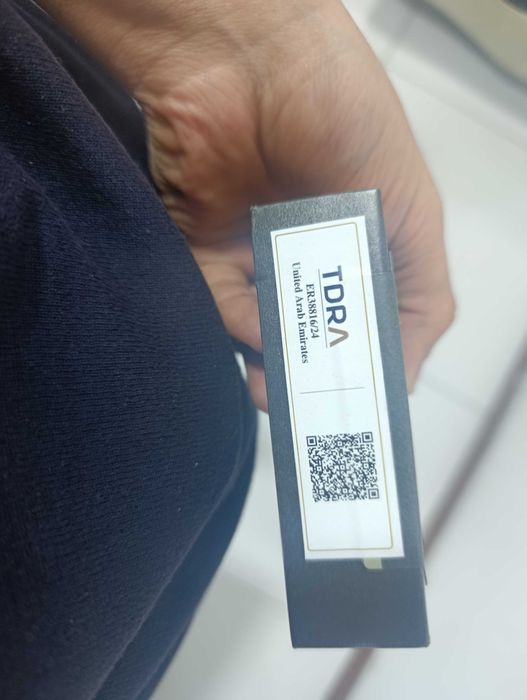 TDRA
ER38816/24
United Arab Emirates